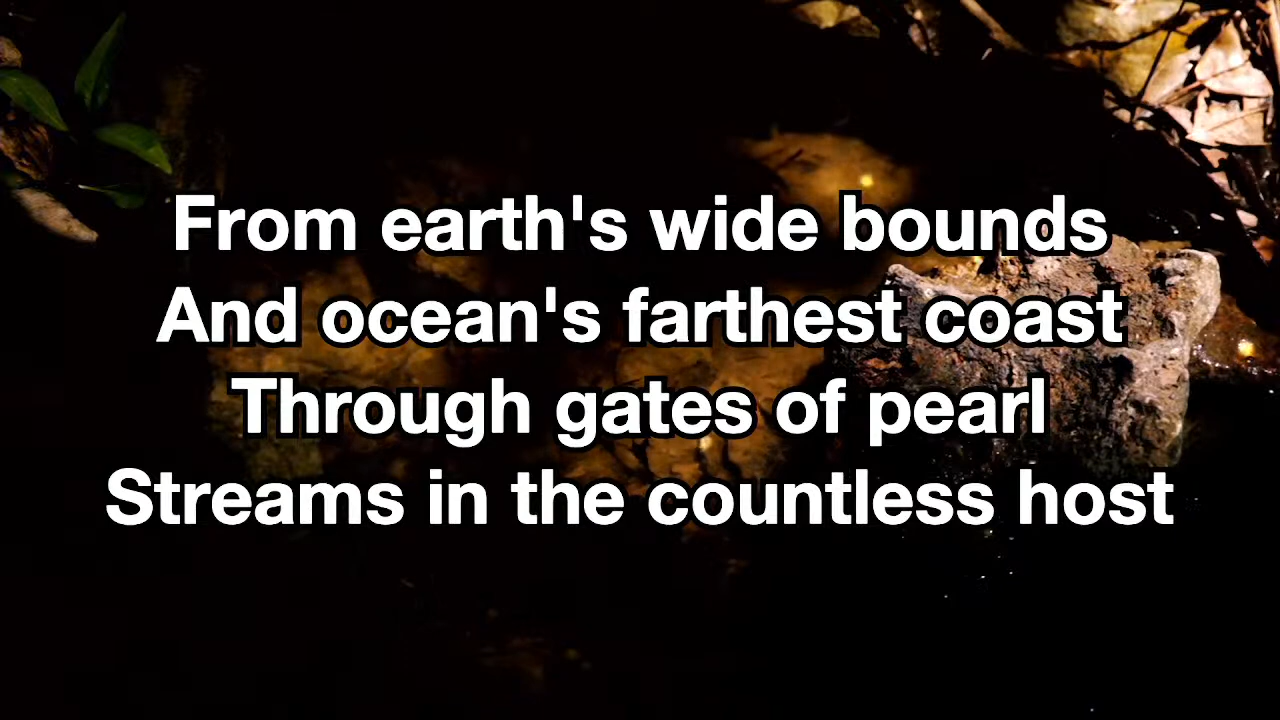 From earth's wide bounds
And ocean's farthest coast
Through gates of pearl
Streams in the countless host